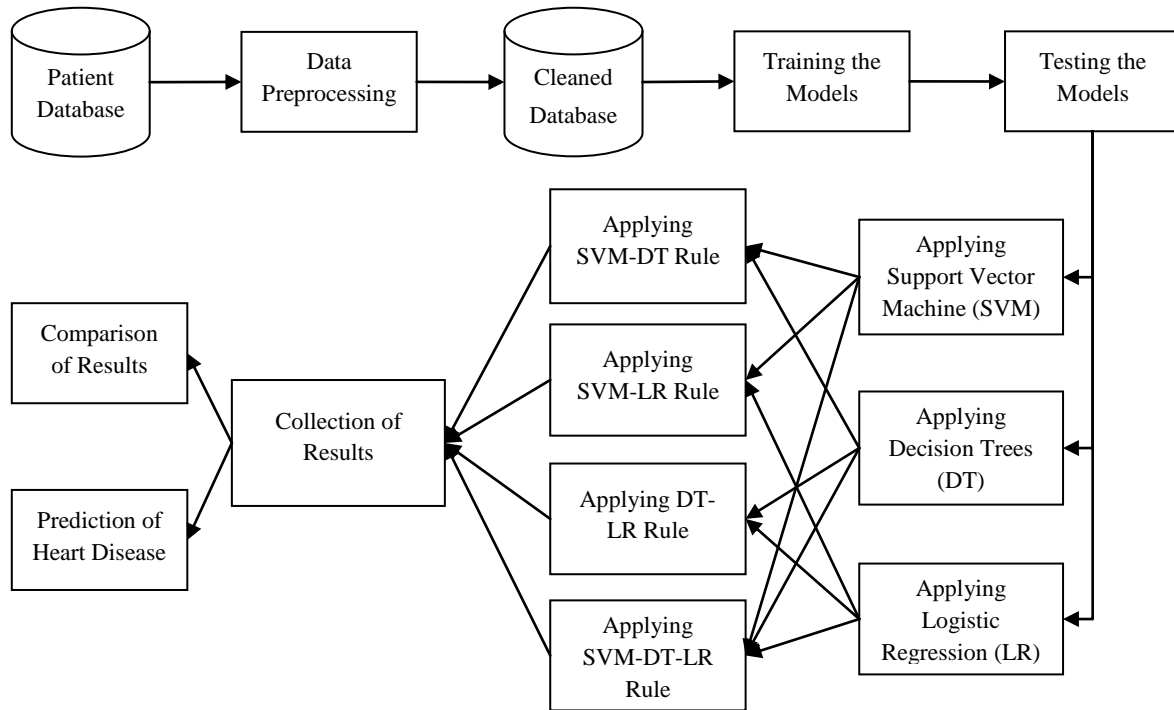 Patient
Database
Data
Preprocessing
Cleaned
Database
Training the
Models
Testing the
Models
Applying
SVM-DT Rule
Applying
Support Vector
Machine (SVM)
Comparison
of Results
Applying
SVM-LR Rule
Collection of
Results
Applying
Decision Trees
(DT)
Prediction of
Heart Disease
Applying DT-
LR Rule
Applying
SVM-DT-LR
Rule
Applying
Logistic
Regression (LR)